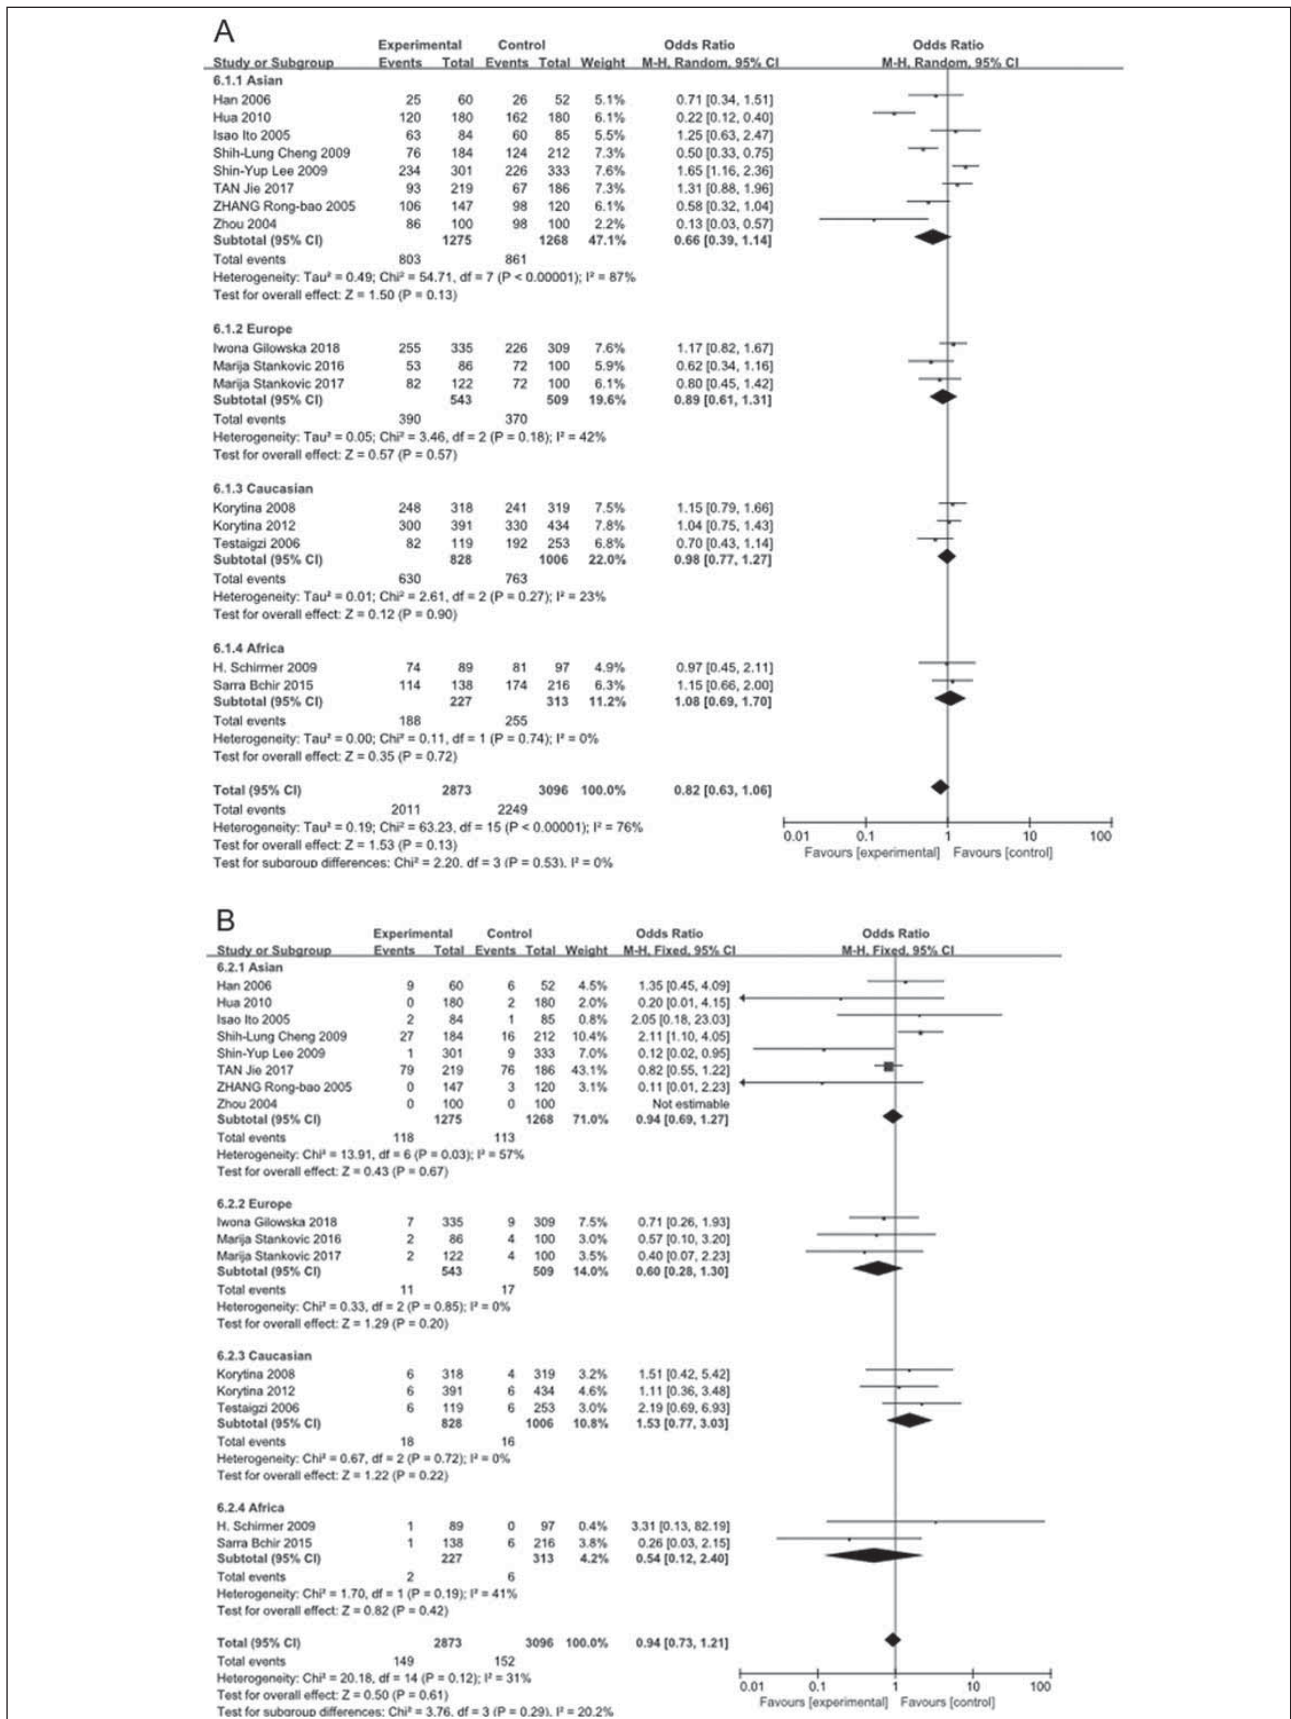 A
Experimental Control Odds Ratio Odds Ratio
Study or Subgroup Events Total Events Total Weight M-H, Random, 95% CI M-H, Random, 95% CI
6.1.1 Asian
Han 2006 25 60 26 52 5.1% 0.71 [0.34, 1.51]
Hua 2010 120 180 162 180 6.1% 0.22 [0.12, 0.40]
Isao Ito 2005 63 84 60 85 5.5% 1.25 [0.63, 2.47]
Shih-Lung Cheng 2009 76 184 124 212 7.3% 0.50 [0.33, 0.75]
Shin-Yup Lee 2009 234 301 226 333 7.6% 1.65 [1.16, 2.36]
TAN Jie 2017 93 219 67 186 7.3% 1.31 [0.88, 1.96]
ZHANG Rong-bao 2005 106 147 98 120 6.1% 0.58 [0.32, 1.04]
Zhou 2004 86 100 98 100 2.2% 0.13 [0.03, 0.57]
Subtotal (95% CI) 1275 1268 47.1% 0.66 [0.39, 1.14]
Total events 803 861
Heterogeneity: Tau² = 0.49; Chi² = 54.71, df = 7 (P < 0.00001); I² = 87%
Test for overall effect: Z = 1.50 (P = 0.13)
6.1.2 Europe
Iwona Gilowska 2018 255 335 226 309 7.6% 1.17 [0.82, 1.67]
Marija Stankovic 2016 53 86 72 100 5.9% 0.62 [0.34, 1.16]
Marija Stankovic 2017 82 122 72 100 6.1% 0.80 [0.45, 1.42]
Subtotal (95% CI) 543 509 19.6% 0.89 [0.61, 1.31]
Total events 390 370
Heterogeneity: Tau² = 0.05; Chi² = 3.46, df = 2 (P = 0.18); I² = 42%
Test for overall effect: Z = 0.57 (P = 0.57)
6.1.3 Caucasian
Korytina 2008 248 318 241 319 7.5% 1.15 [0.79, 1.66]
Korytina 2012 300 391 330 434 7.8% 1.04 [0.75, 1.43]
Testaigzi 2006 82 119 192 253 6.8% 0.70 [0.43, 1.14]
Subtotal (95% CI) 828 1006 22.0% 0.98 [0.77, 1.27]
Total events 630 763
Heterogeneity: Tau² = 0.01; Chi² = 2.61, df = 2 (P = 0.27); I² = 23%
Test for overall effect: Z = 0.12 (P = 0.90)
6.1.4 Africa
H. Schirmer 2009 74 89 81 97 4.9% 0.97 [0.45, 2.11]
Sarra Bchir 2015 114 138 174 216 6.3% 1.15 [0.66, 2.00]
Subtotal (95% CI) 227 313 11.2% 1.08 [0.69, 1.70]
Total events 188 255
Heterogeneity: Tau² = 0.00; Chi² = 0.11, df = 1 (P = 0.74); I² = 0%
Test for overall effect: Z = 0.35 (P = 0.72)
Total (95% CI) 2873 3096 100.0% 0.82 [0.63, 1.06]
Total events 2011 2249
Heterogeneity: Tau² = 0.19; Chi² = 63.23, df = 15 (P < 0.00001); I² = 76%
Test for overall effect: Z = 1.53 (P = 0.13)
Test for subgroup differences: Chi² = 2.20, df = 3 (P = 0.53), I² = 0%
0.01 0.1 1 10 100
Favours [experimental] Favours [control]
B
Experimental Control Odds Ratio Odds Ratio
Study or Subgroup Events Total Events Total Weight M-H, Fixed, 95% CI M-H, Fixed, 95% CI
6.2.1 Asian
Han 2006 9 60 6 52 4.5% 1.35 [0.45, 4.09]
Hua 2010 0 180 2 180 2.0% 0.20 [0.01, 4.15]
Isao Ito 2005 2 84 1 85 0.8% 2.05 [0.18, 23.03]
Shih-Lung Cheng 2009 27 184 16 212 10.4% 2.11 [1.10, 4.05]
Shin-Yup Lee 2009 1 301 9 333 7.0% 0.12 [0.02, 0.95]
TAN Jie 2017 79 219 76 186 43.1% 0.82 [0.55, 1.22]
ZHANG Rong-bao 2005 0 147 3 120 3.1% 0.11 [0.01, 2.23]
Zhou 2004 0 100 0 100 Not estimable
Subtotal (95% CI) 1275 1268 71.0% 0.94 [0.69, 1.27]
Total events 118 113
Heterogeneity: Chi² = 13.91, df = 6 (P = 0.03); I² = 57%
Test for overall effect: Z = 0.43 (P = 0.67)
6.2.2 Europe
Iwona Gilowska 2018 7 335 9 309 7.5% 0.71 [0.26, 1.93]
Marija Stankovic 2016 2 86 4 100 3.0% 0.57 [0.10, 3.20]
Marija Stankovic 2017 2 122 4 100 3.5% 0.40 [0.07, 2.23]
Subtotal (95% CI) 543 509 14.0% 0.60 [0.28, 1.30]
Total events 11 17
Heterogeneity: Chi² = 0.33, df = 2 (P = 0.85); I² = 0%
Test for overall effect: Z = 1.29 (P = 0.20)
6.2.3 Caucasian
Korytina 2008 6 318 4 319 3.2% 1.51 [0.42, 5.42]
Korytina 2012 6 391 6 434 4.6% 1.11 [0.36, 3.48]
Testaigzi 2006 6 119 6 253 3.0% 2.19 [0.69, 6.93]
Subtotal (95% CI) 828 1006 10.8% 1.53 [0.77, 3.03]
Total events 18 16
Heterogeneity: Chi² = 0.67, df = 2 (P = 0.72); I² = 0%
Test for overall effect: Z = 1.22 (P = 0.22)
6.2.4 Africa
H. Schirmer 2009 1 89 0 97 0.4% 3.31 [0.13, 82.19]
Sarra Bchir 2015 1 138 6 216 3.8% 0.26 [0.03, 2.15]
Subtotal (95% CI) 227 313 4.2% 0.54 [0.12, 2.40]
Total events 2 6
Heterogeneity: Chi² = 1.70, df = 1 (P = 0.19); I² = 41%
Test for overall effect: Z = 0.82 (P = 0.42)
Total (95% CI) 2873 3096 100.0% 0.94 [0.73, 1.21]
Total events 149 152
Heterogeneity: Chi² = 20.18, df = 14 (P = 0.12); I² = 31%
Test for overall effect: Z = 0.50 (P = 0.61)
Test for subgroup differences: Chi² = 3.76, df = 3 (P = 0.29), I² = 20.2%
0.01 0.1 1 10 100
Favours [experimental] Favours [control]